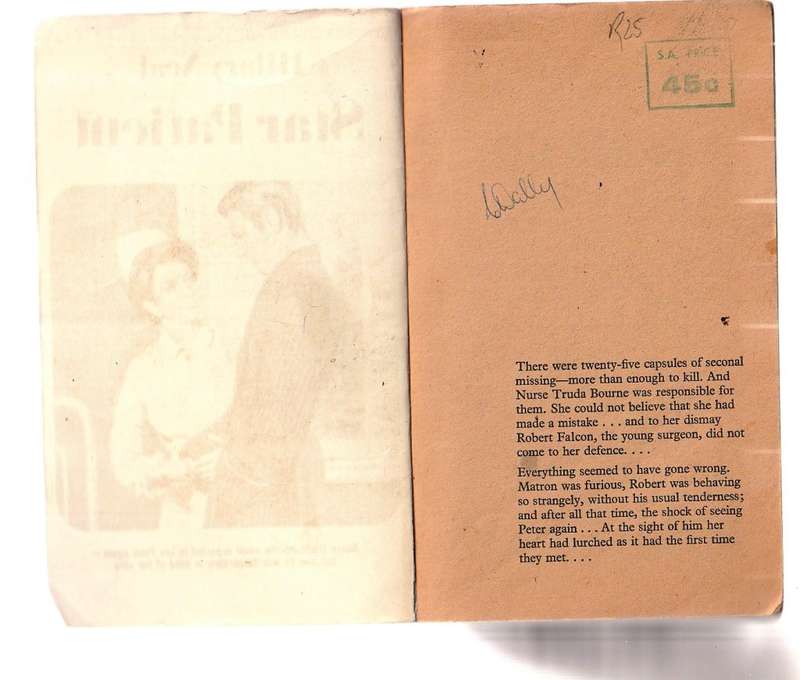 Hilary Neal
Star Patient
R25
S.A. PRICE
45c
There were twenty-five capsules of seconal
missing—more than enough to kill. And
Nurse Truda Bourne was responsible for
them. She could not believe that she had
made a mistake . . . and to her dismay
Robert Falcon, the young surgeon, did not
come to her defence. . . .
Everything seemed to have gone wrong.
Matron was furious, Robert was behaving
so strangely, without his usual tenderness;
and after all that time, the shock of seeing
Peter again . . . At the sight of him her
heart had lurched as it had the first time
they met. . . .